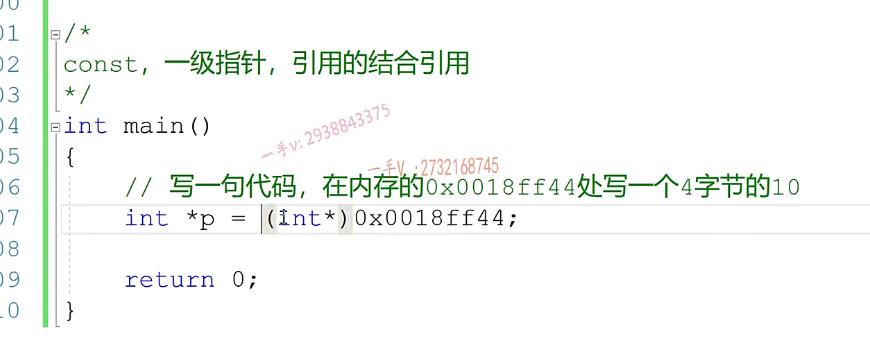 00
01 /*
02 const，一级指针，引用的结合引用
03 */
04 int main()
一手v: 2938843375
05 {
一手V :2732168745
06 // 写一句代码，在内存的0x0018ff44处写一个4字节的10
07 int *p = (int*)0x0018ff44;
08
09 return 0;
10 }